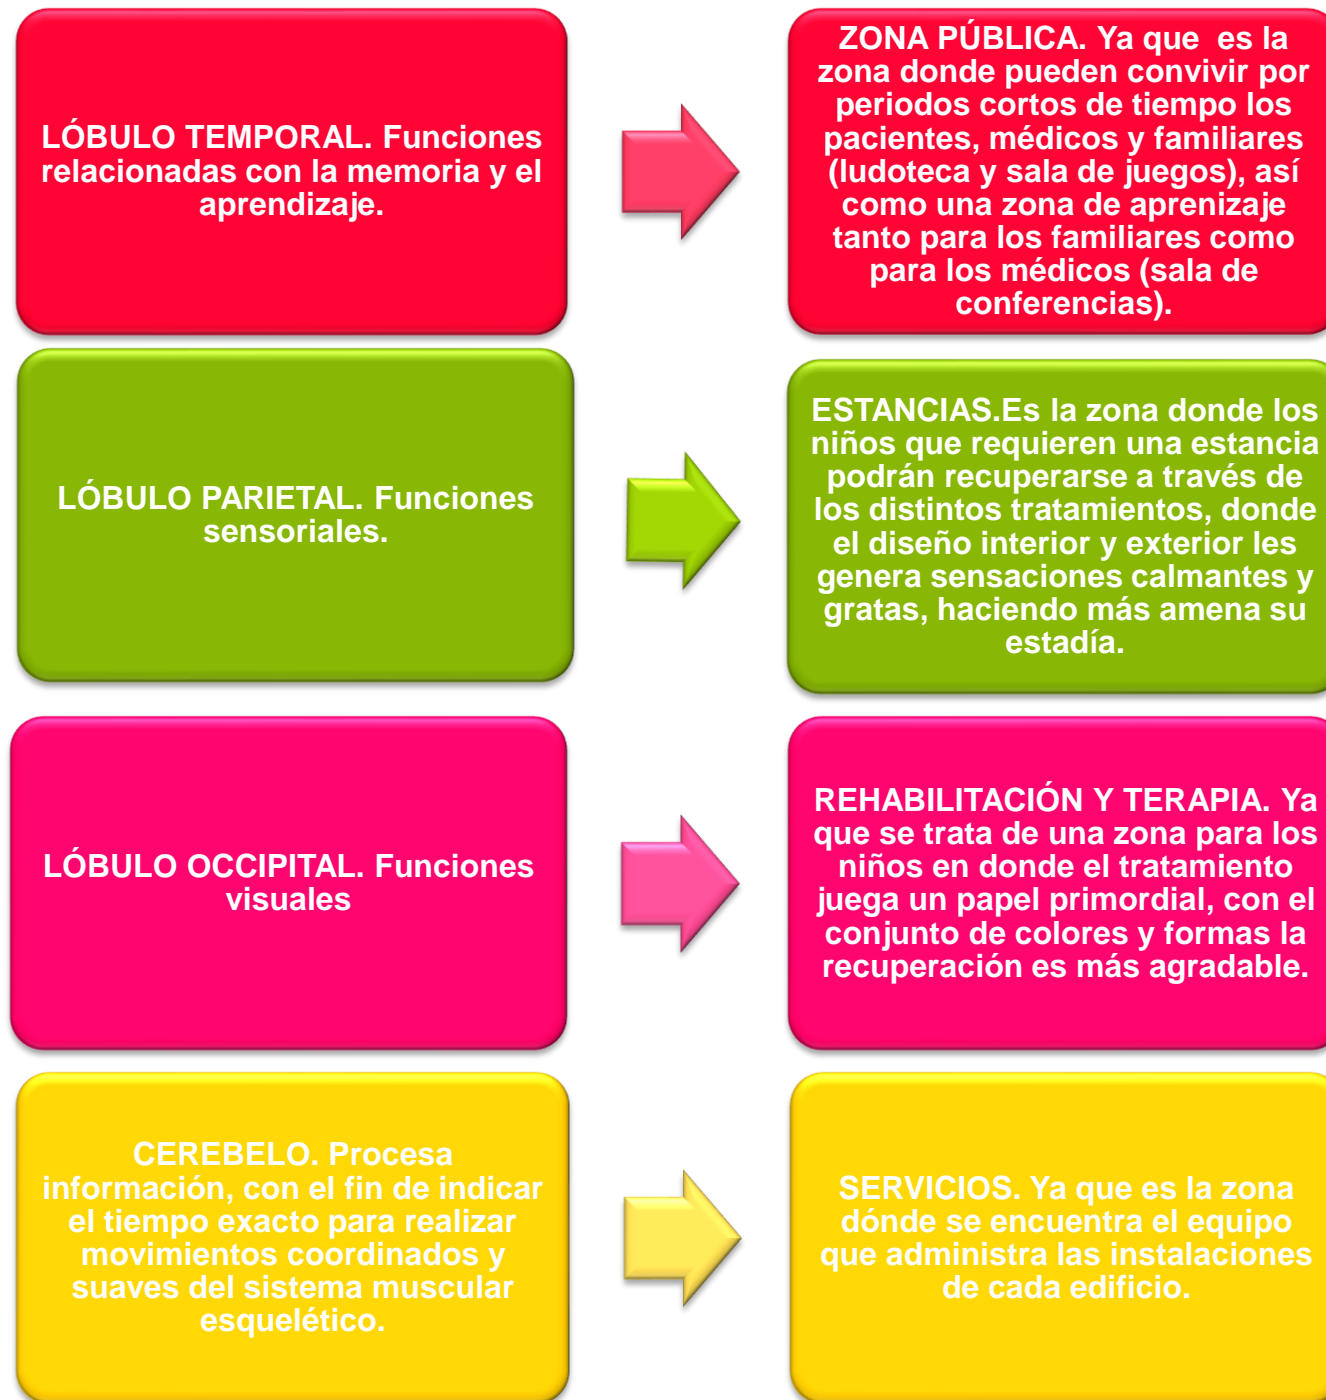 LÓBULO TEMPORAL. Funciones
relacionadas con la memoria y el
aprendizaje.
ZONA PÚBLICA. Ya que es la
zona donde pueden convivir por
periodos cortos de tiempo los
pacientes, médicos y familiares
(ludoteca y sala de juegos), así
como una zona de aprenizaje
tanto para los familiares como
para los médicos (sala de
conferencias).
LÓBULO PARIETAL. Funciones
sensoriales.
ESTANCIAS.Es la zona donde los
niños que requieren una estancia
podrán recuperarse a través de
los distintos tratamientos, donde
el diseño interior y exterior les
genera sensaciones calmantes y
gratas, haciendo más amena su
estadía.
LÓBULO OCCIPITAL. Funciones
visuales
REHABILITACIÓN Y TERAPIA. Ya
que se trata de una zona para los
niños en donde el tratamiento
juega un papel primordial, con el
conjunto de colores y formas la
recuperación es más agradable.
CEREBELO. Procesa
información, con el fin de indicar
el tiempo exacto para realizar
movimientos coordinados y
suaves del sistema muscular
esquelético.
SERVICIOS. Ya que es la zona
dónde se encuentra el equipo
que administra las instalaciones
de cada edificio.